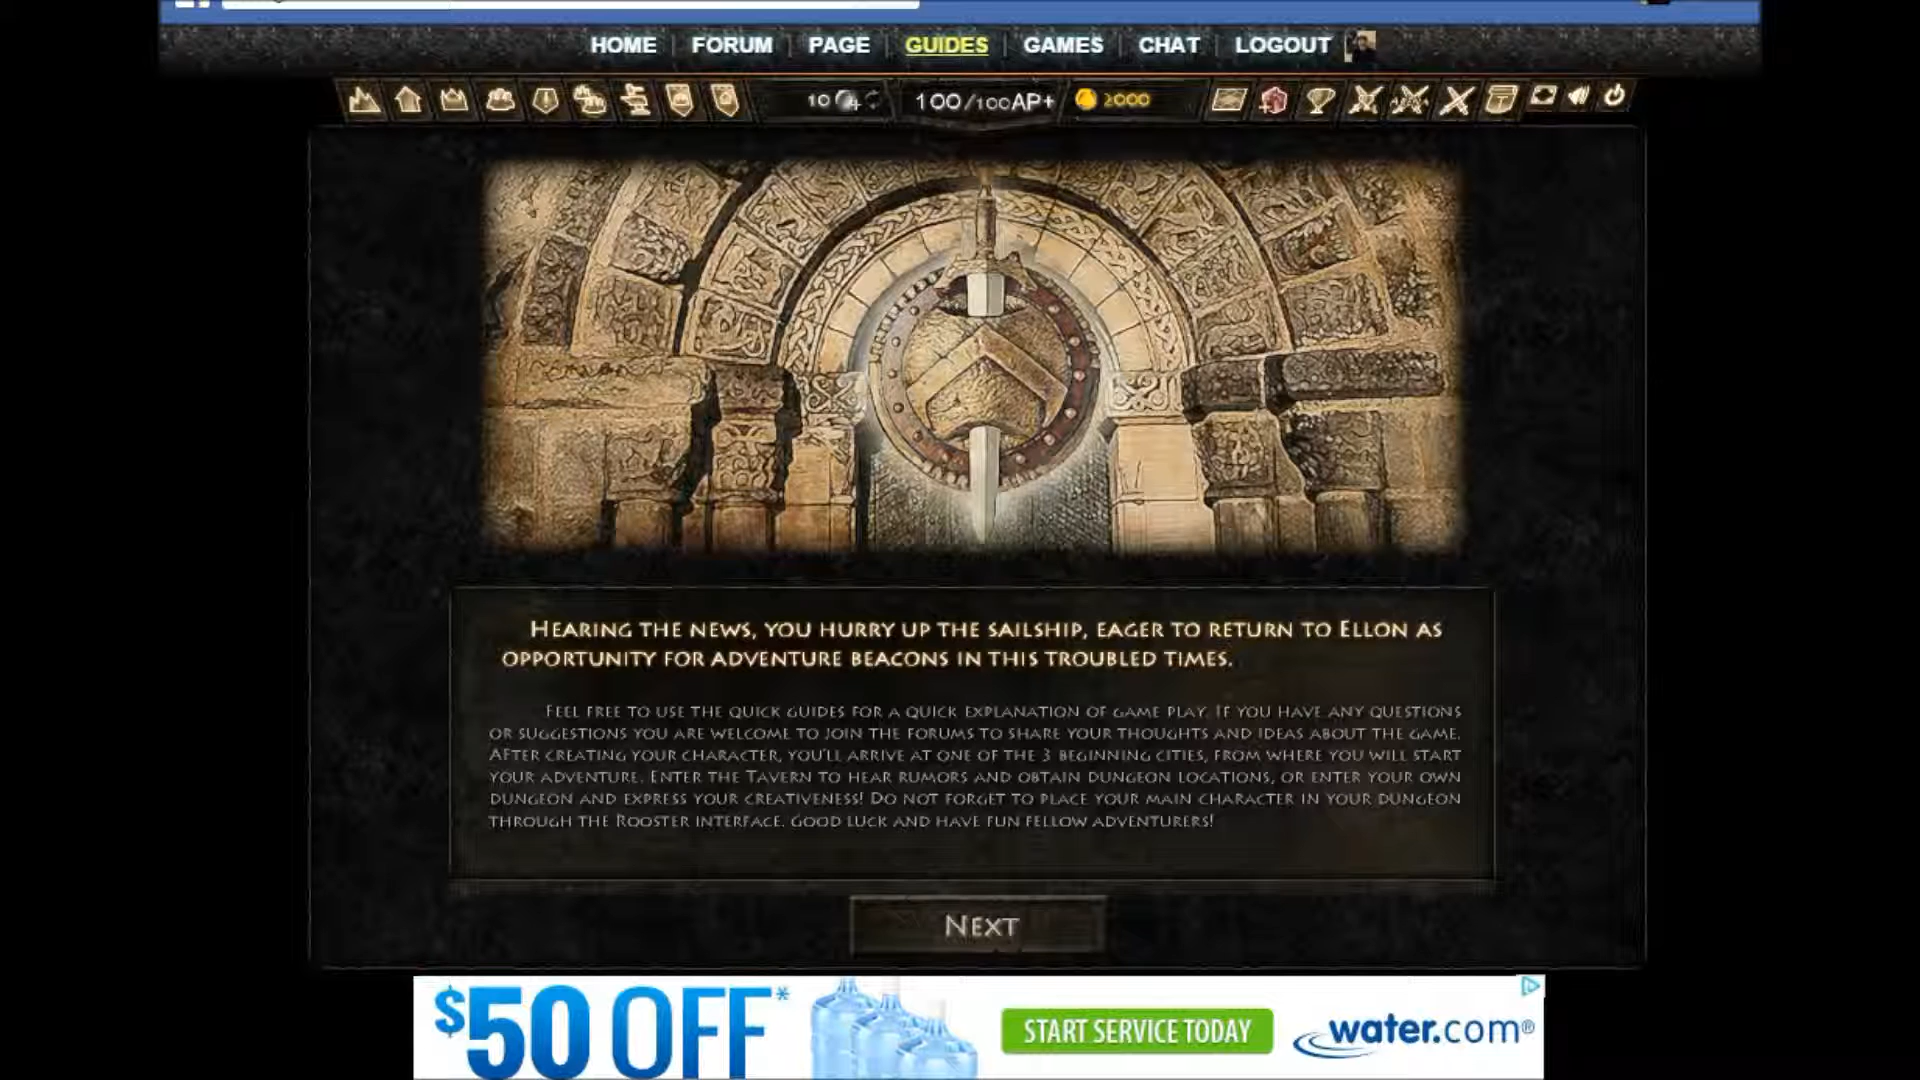 HOME FORUM PAGE GUIDES GAMES CHAT LOGOUT
10 4 100/100AP+ 2000
HEARING THE NEWS, YOU HURRY UP THE SAILSHIP, EAGER TO RETURN TO ELLON AS
OPPORTUNITY FOR ADVENTURE BEACONS IN THIS TROUBLED TIMES.
FEEL FREE TO USE THE QUICK GUIDES FOR A QUICK EXPLANATION OF GAME PLAY. IF YOU HAVE ANY QUESTIONS
OR SUGGESTIONS YOU ARE WELCOME TO JOIN THE FORUMS TO SHARE YOUR THOUGHTS AND IDEAS ABOUT THE GAME.
AFTER CREATING YOUR CHARACTER, YOU'LL ARRIVE AT ONE OF THE 3 BEGINNING CITIES, FROM WHERE YOU WILL START
YOUR ADVENTURE. ENTER THE TAVERN TO HEAR RUMORS AND OBTAIN DUNGEON LOCATIONS, OR ENTER YOUR OWN
DUNGEON AND EXPRESS YOUR CREATIVENESS! DO NOT FORGET TO PLACE YOUR MAIN CHARACTER IN YOUR DUNGEON
THROUGH THE ROOSTER INTERFACE. GOOD LUCK AND HAVE FUN FELLOW ADVENTURERS!
NEXT
$50 OFF* START SERVICE TODAY water.com®